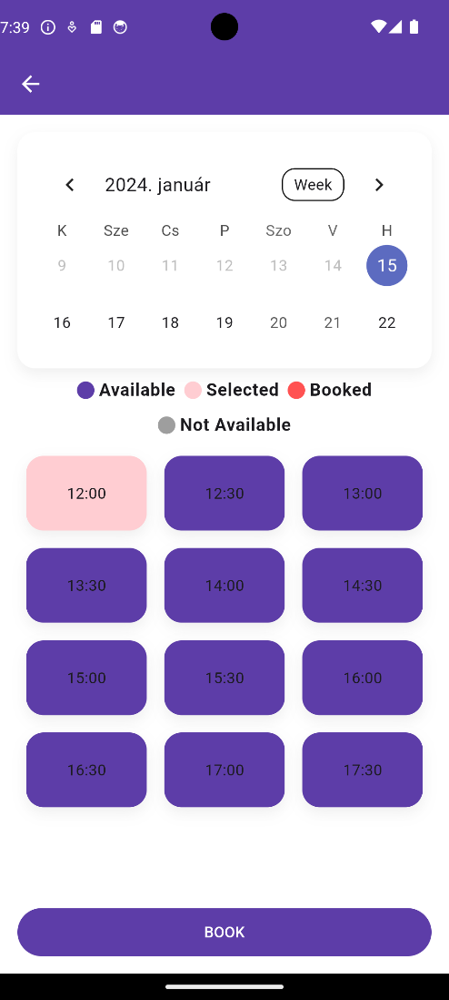 7:39
2024. január Week
K Sze Cs P Szo V H
9 10 11 12 13 14 15
16 17 18 19 20 21 22
Available Selected Booked
Not Available
12:00 12:30 13:00
13:30 14:00 14:30
15:00 15:30 16:00
16:30 17:00 17:30
BOOK